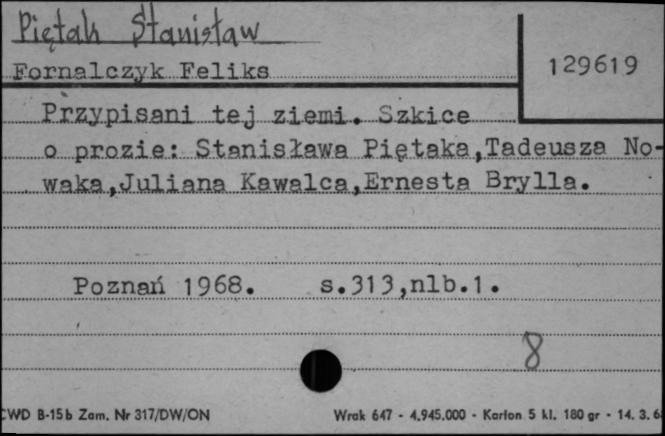 Piętak Stanisław
Fornalczyk Feliks
129619
Przypisani tej ziemi. Szkice
o prozie: Stanisława Piętaka,Tadeusza No-
waka,Juliana Kawalca,Ernesta Brylla.
Poznań 1968. s.313,nlb.1.
8
CWD B-15b Zam. Nr 317/DW/ON Wrak 647 - 4.945.000 - Karton 5 kl. 180 gr - 14. 3. 6